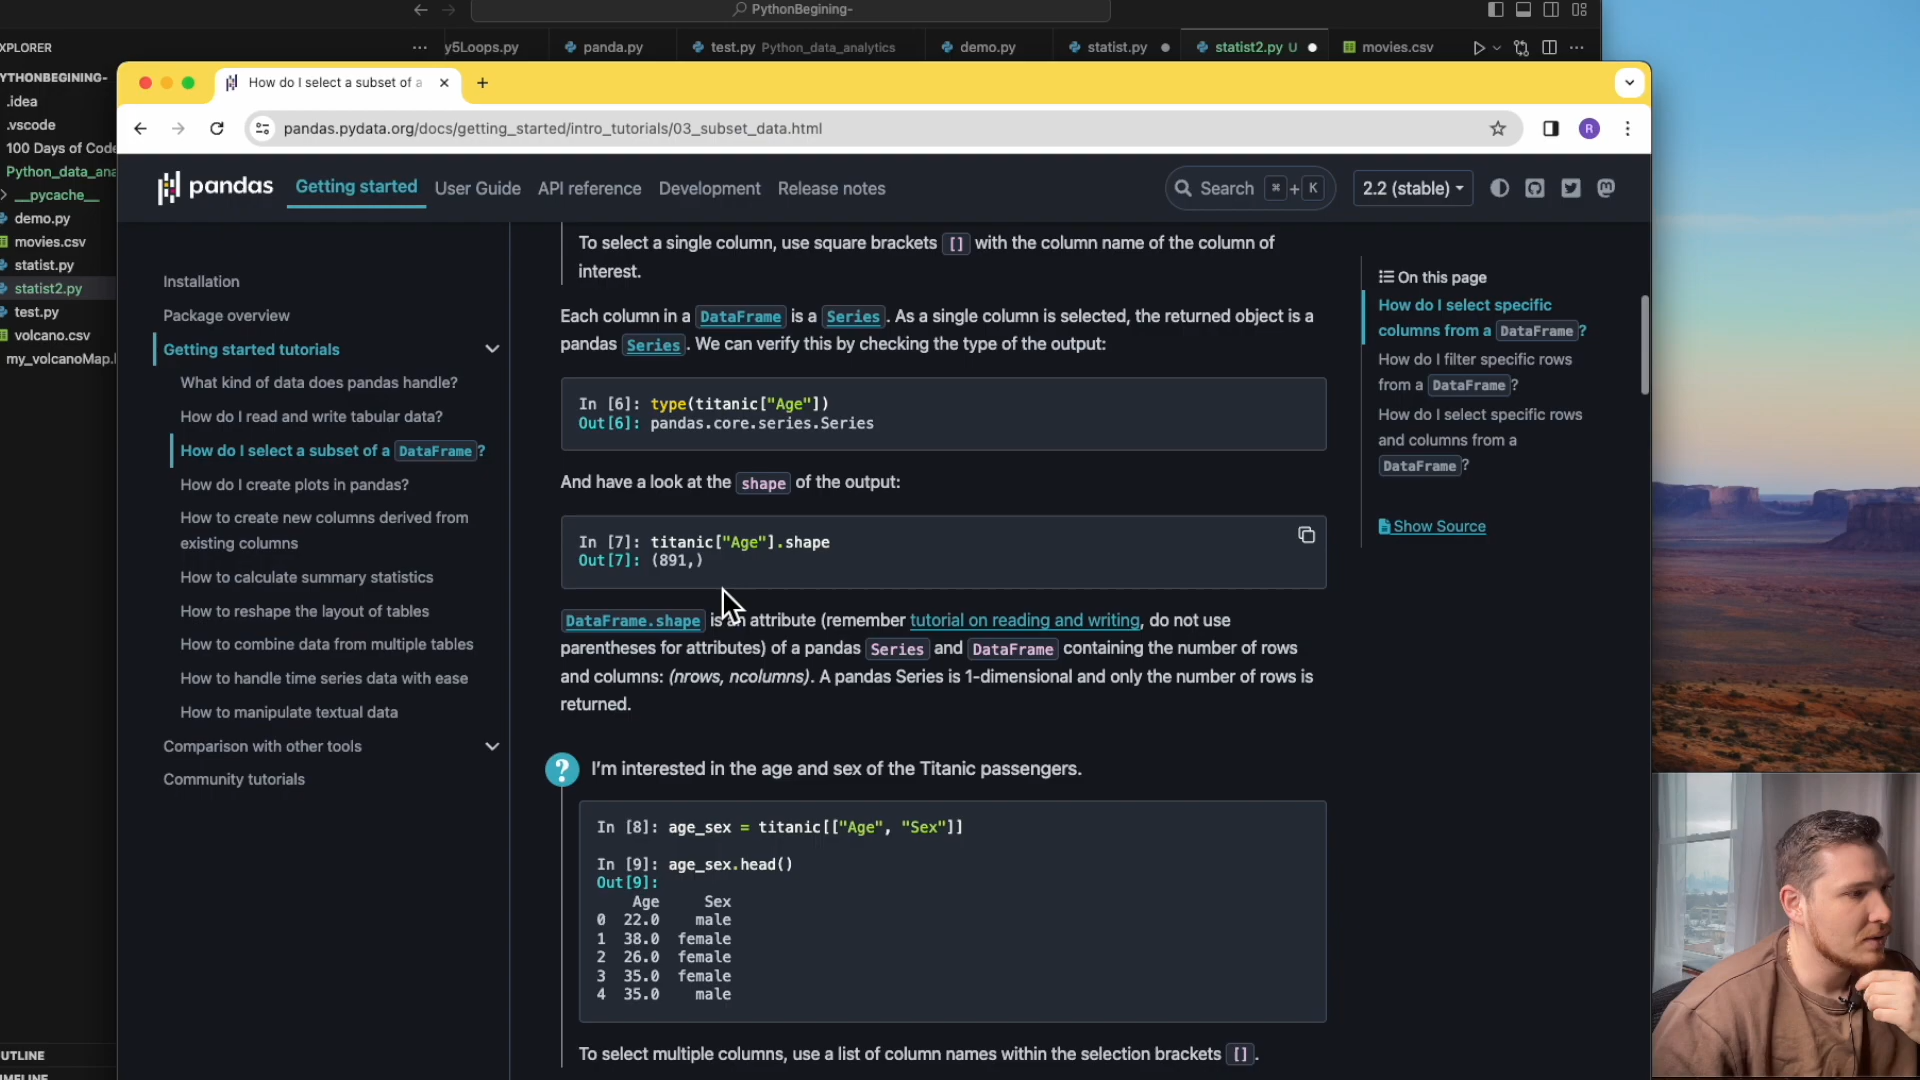 PythonBegining-
XPLORER
y5Loops.py
panda.py
test.py Python_data_analytics
demo.py
statist.py
statist2.py U
movies.csv
YTHONBEGINING-
.idea
.vscode
100 Days of Code
Python_data_ana
__pycache__
demo.py
movies.csv
statist.py
statist2.py
test.py
volcano.csv
my_volcanoMap.
UTLINE
How do I select a subset of a
pandas.pydata.org/docs/getting_started/intro_tutorials/03_subset_data.html
R
pandas
Getting started
User Guide
API reference
Development
Release notes
Search ⌘ + K
2.2 (stable)
Installation
Package overview
Getting started tutorials
What kind of data does pandas handle?
How do I read and write tabular data?
How do I select a subset of a DataFrame?
How do I create plots in pandas?
How to create new columns derived from
existing columns
How to calculate summary statistics
How to reshape the layout of tables
How to combine data from multiple tables
How to handle time series data with ease
How to manipulate textual data
Comparison with other tools
Community tutorials
To select a single column, use square brackets [] with the column name of the column of
interest.
Each column in a DataFrame is a Series. As a single column is selected, the returned object is a
pandas Series. We can verify this by checking the type of the output:
In [6]: type(titanic["Age"])
Out[6]: pandas.core.series.Series
And have a look at the shape of the output:
In [7]: titanic["Age"].shape
Out[7]: (891,)
DataFrame.shape is an attribute (remember tutorial on reading and writing, do not use
parentheses for attributes) of a pandas Series and DataFrame containing the number of rows
and columns: (nrows, ncolumns). A pandas Series is 1-dimensional and only the number of rows is
returned.
? I'm interested in the age and sex of the Titanic passengers.
In [8]: age_sex = titanic[["Age", "Sex"]]
In [9]: age_sex.head()
Out[9]:
Age Sex
0 22.0 male
1 38.0 female
2 26.0 female
3 35.0 female
4 35.0 male
To select multiple columns, use a list of column names within the selection brackets [].
On this page
How do I select specific
columns from a DataFrame?
How do I filter specific rows
from a DataFrame?
How do I select specific rows
and columns from a
DataFrame?
Show Source